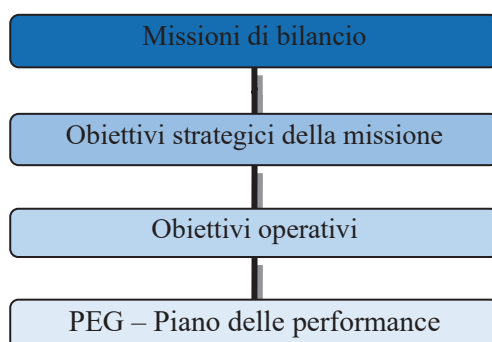 Missioni di bilancio
Obiettivi strategici della missione
Obiettivi operativi
PEG – Piano delle performance